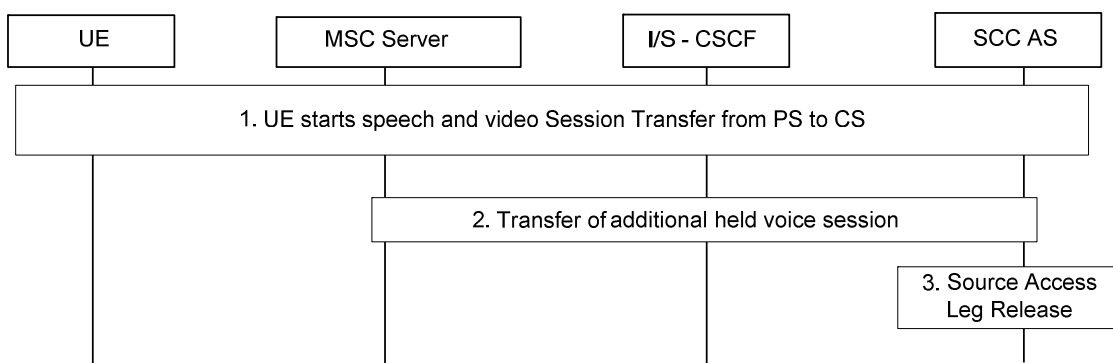 UE
MSC Server
I/S - CSCF
SCC AS
1. UE starts speech and video Session Transfer from PS to CS
2. Transfer of additional held voice session
3. Source Access
Leg Release